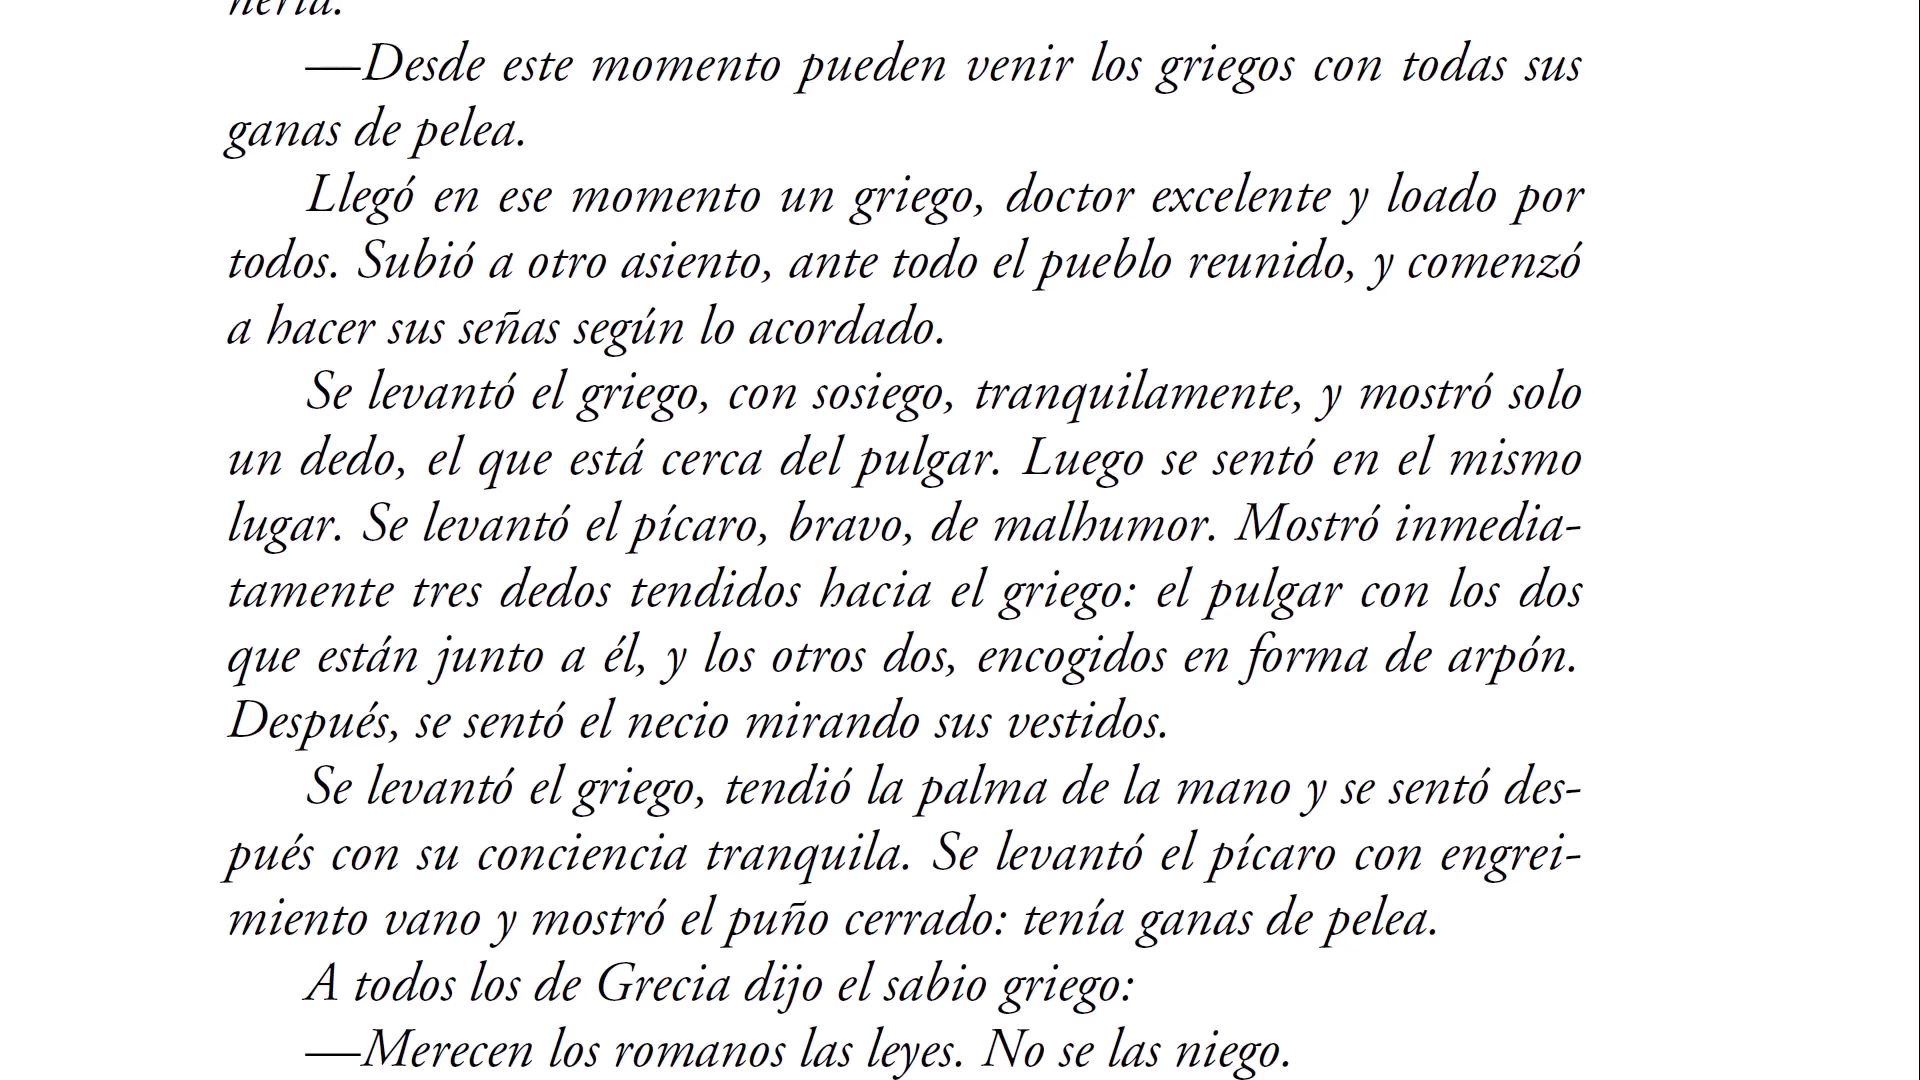 nería.
—Desde este momento pueden venir los griegos con todas sus
ganas de pelea.
Llegó en ese momento un griego, doctor excelente y loado por
todos. Subió a otro asiento, ante todo el pueblo reunido, y comenzó
a hacer sus señas según lo acordado.
Se levantó el griego, con sosiego, tranquilamente, y mostró solo
un dedo, el que está cerca del pulgar. Luego se sentó en el mismo
lugar. Se levantó el pícaro, bravo, de malhumor. Mostró inmedia-
tamente tres dedos tendidos hacia el griego: el pulgar con los dos
que están junto a él, y los otros dos, encogidos en forma de arpón.
Después, se sentó el necio mirando sus vestidos.
Se levantó el griego, tendió la palma de la mano y se sentó des-
pués con su conciencia tranquila. Se levantó el pícaro con engrei-
miento vano y mostró el puño cerrado: tenía ganas de pelea.
A todos los de Grecia dijo el sabio griego:
—Merecen los romanos las leyes. No se las niego.